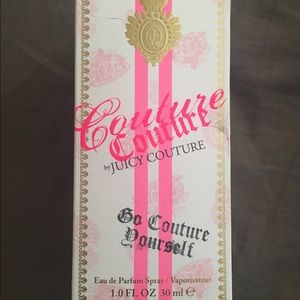 Couture
Couture
by JUICY COUTURE
Go Couture
Yourself
Eau de Parfum Spray / Vaporisateur
1.0 FL OZ 30 ml ℮